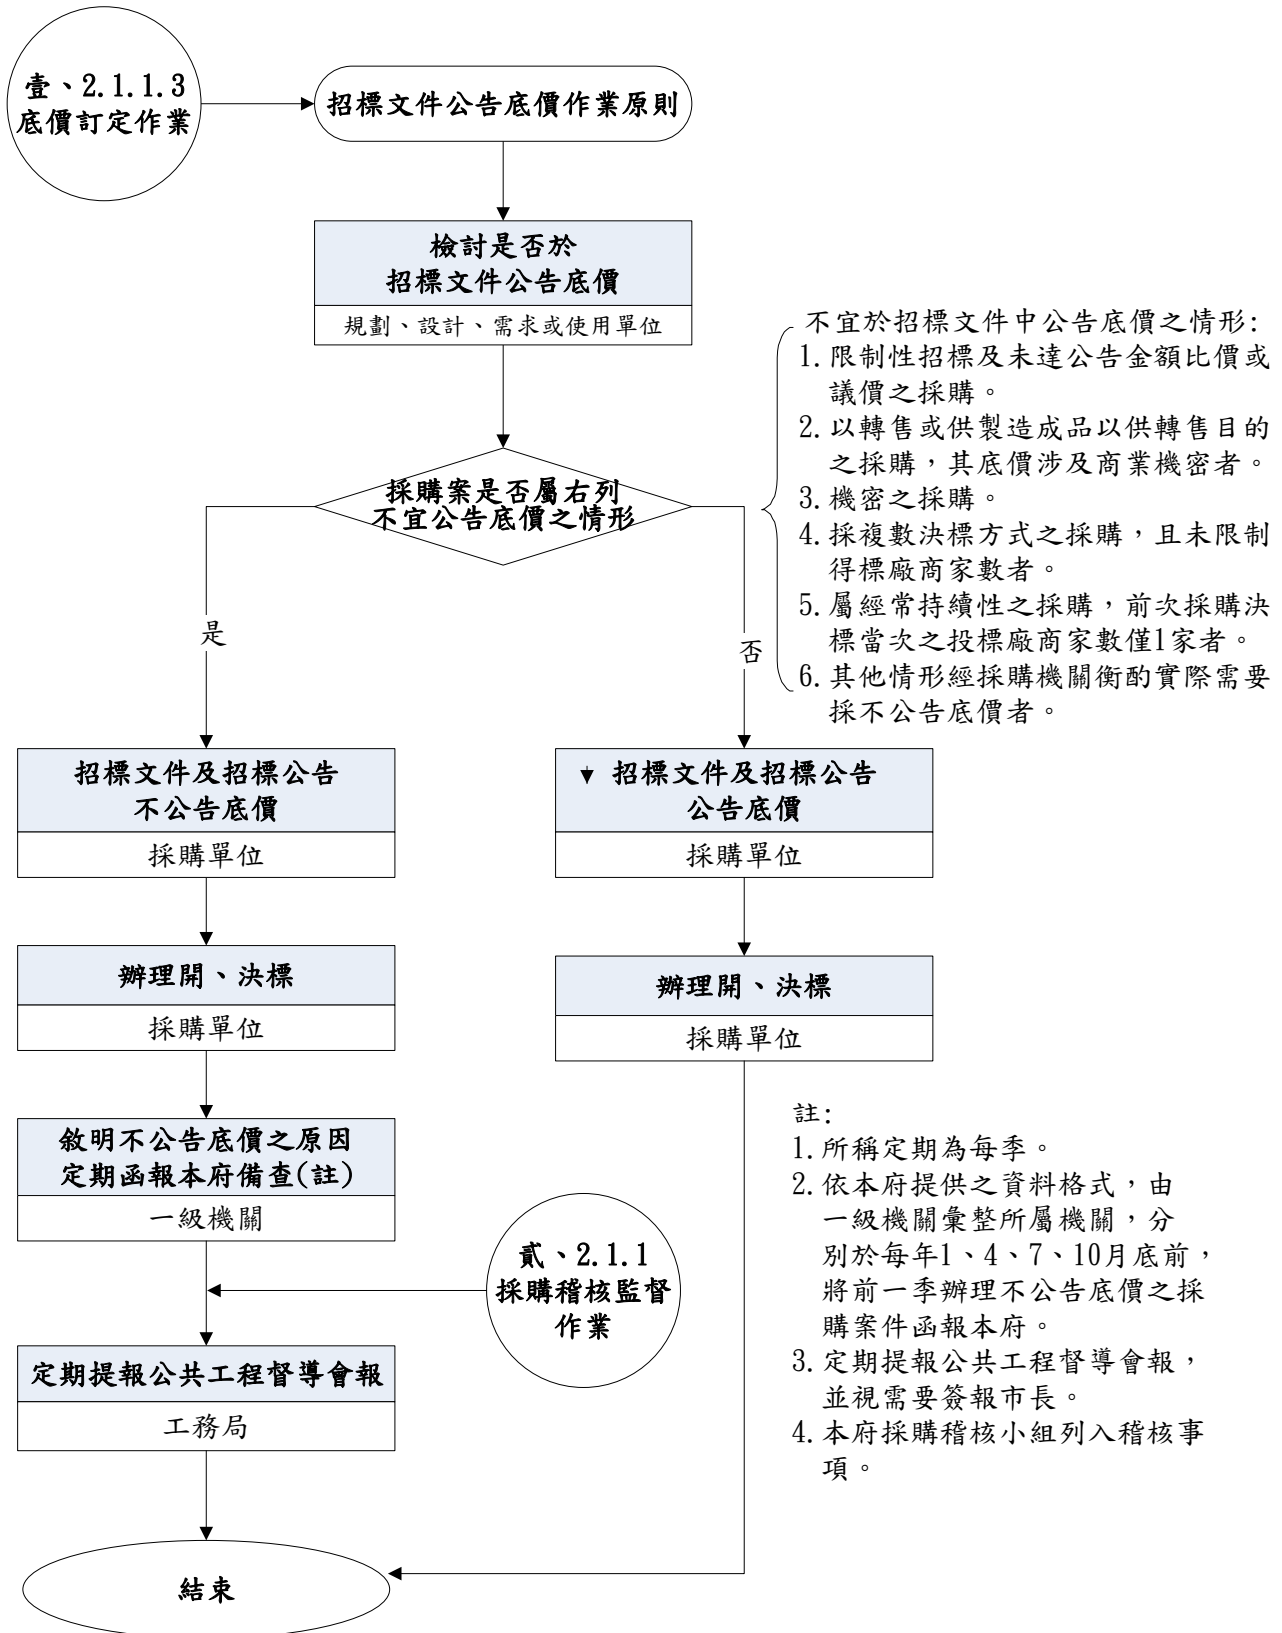 壹、2.1.1.3
底價訂定作業
招標文件公告底價作業原則
檢討是否於
招標文件公告底價
規劃、設計、需求或使用單位
不宜於招標文件中公告底價之情形:
1.限制性招標及未達公告金額比價或
議價之採購。
2.以轉售或供製造成品以供轉售目的
之採購，其底價涉及商業機密者。
3.機密之採購。
4.採複數決標方式之採購，且未限制
得標廠商家數者。
5.屬經常持續性之採購，前次採購決
標當次之投標廠商家數僅1家者。
6.其他情形經採購機關衡酌實際需要
採不公告底價者。
採購案是否屬右列
不宜公告底價之情形
是
否
招標文件及招標公告
不公告底價
採購單位
招標文件及招標公告
公告底價
採購單位
辦理開、決標
採購單位
辦理開、決標
採購單位
敘明不公告底價之原因
定期函報本府備查(註)
一級機關
貳、2.1.1
採購稽核監督
作業
定期提報公共工程督導會報
工務局
結束
註:
1.所稱定期為每季。
2.依本府提供之資料格式，由
一級機關彙整所屬機關，分
別於每年1、4、7、10月底前，
將前一季辦理不公告底價之採
購案件函報本府。
3.定期提報公共工程督導會報，
並視需要簽報市長。
4.本府採購稽核小組列入稽核事
項。